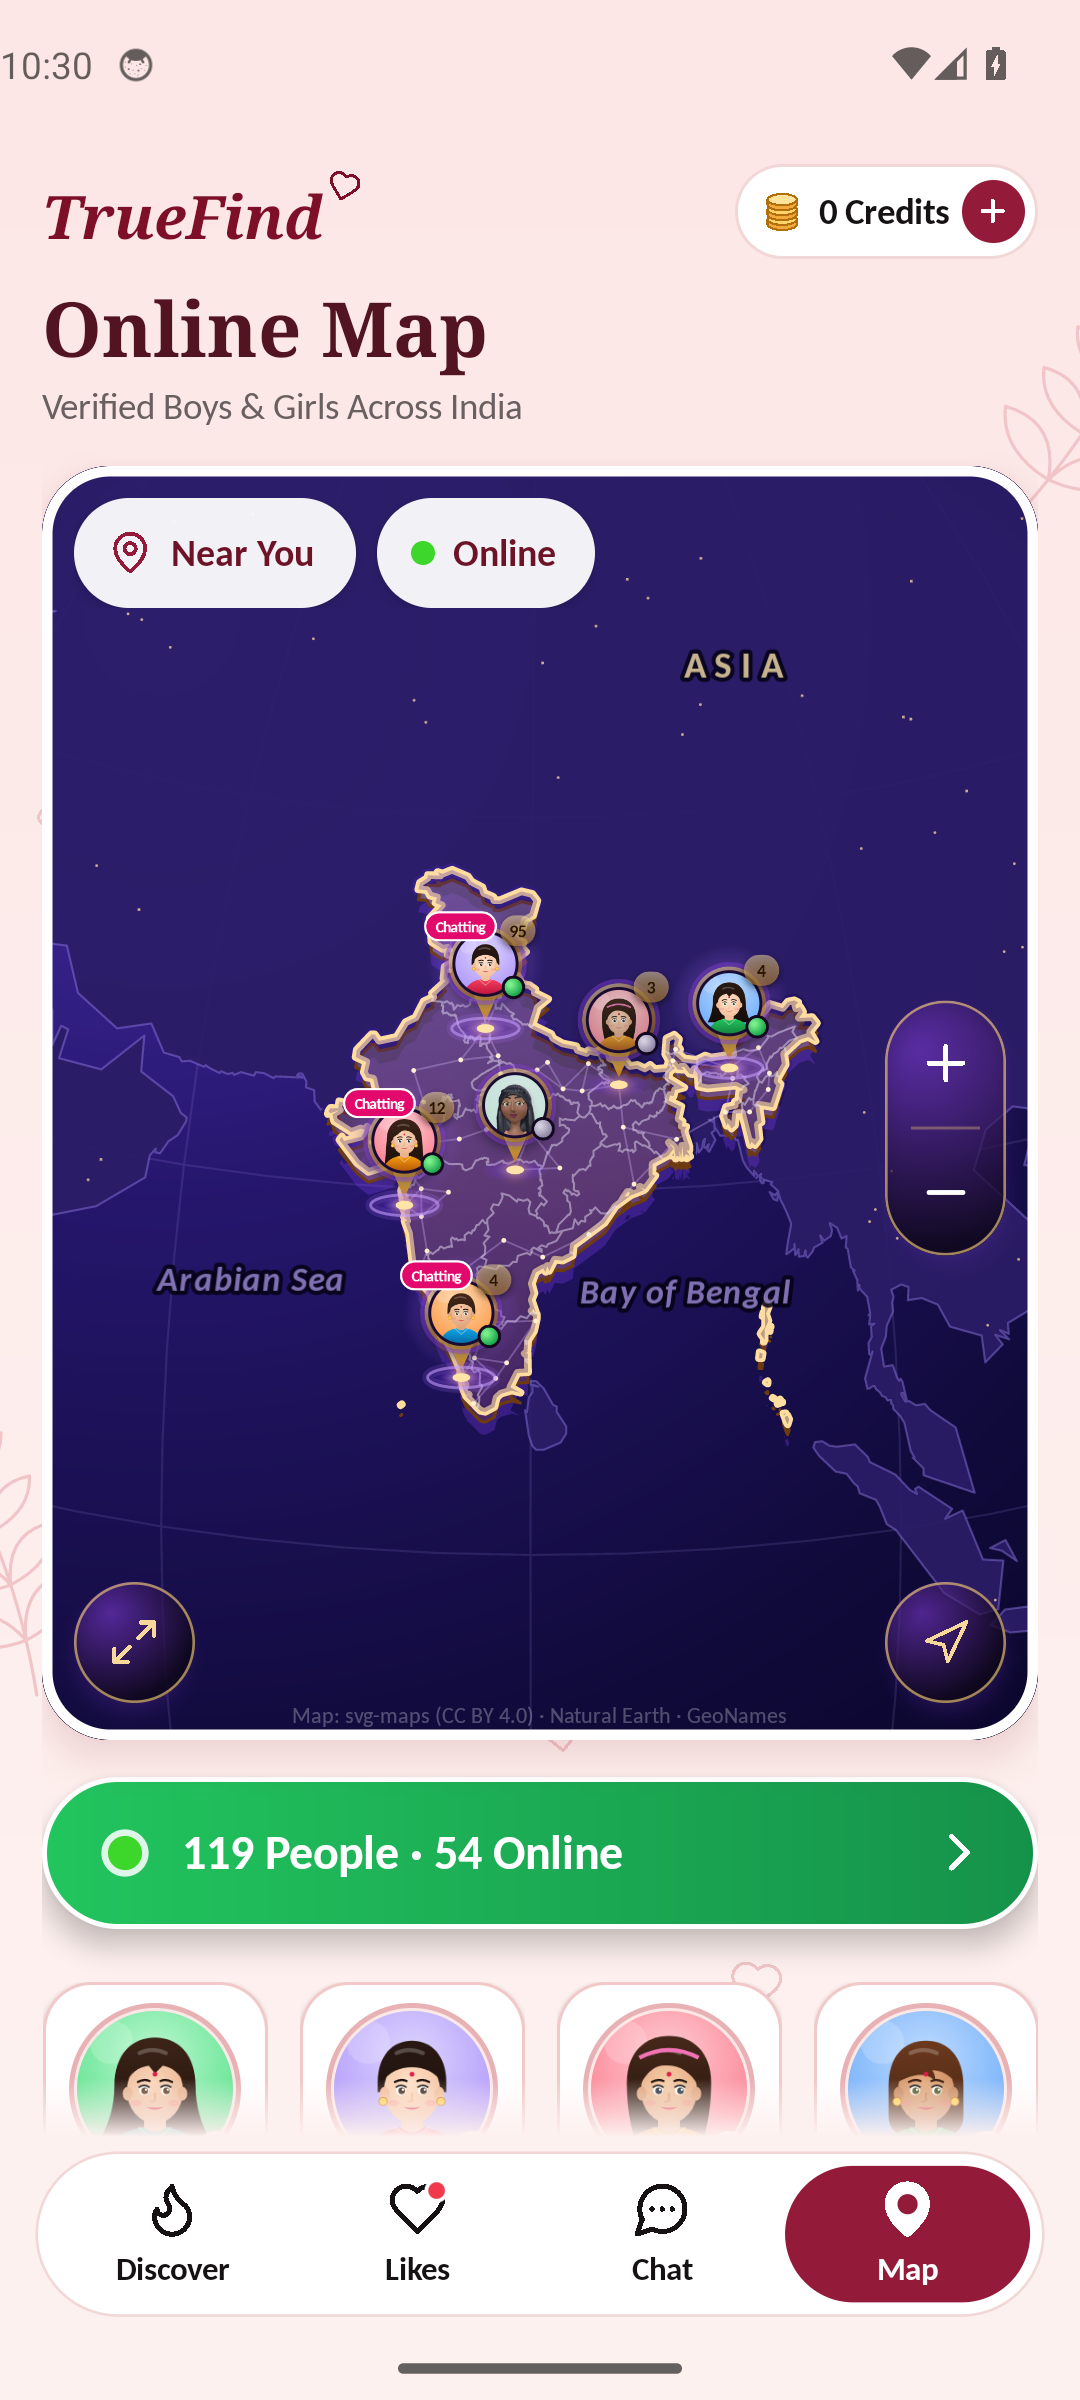 10:30
TrueFind
0 Credits
Online Map
Verified Boys & Girls Across India
Near You
Online
ASIA
Chatting
95
3
4
Chatting
12
Arabian Sea
Chatting
4
Bay of Bengal
Map: svg-maps (CC BY 4.0) · Natural Earth · GeoNames
119 People · 54 Online
Discover
Likes
Chat
Map